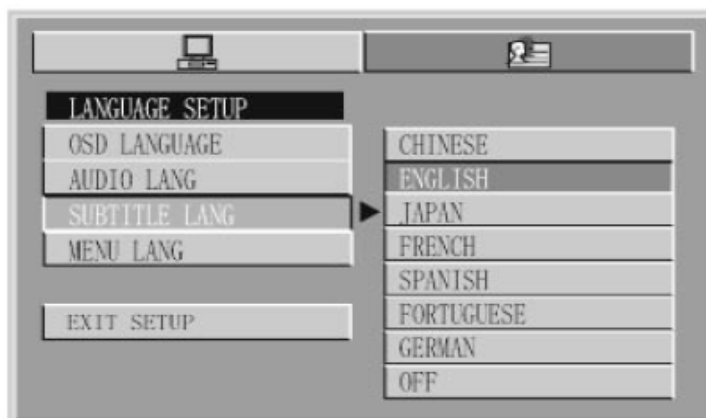 LANGUAGE SETUP
OSD LANGUAGE
AUDIO LANG
SUBTITLE LANG
MENU LANG
EXIT SETUP
CHINESE
ENGLISH
JAPAN
FRENCH
SPANISH
FORTUGUESE
GERMAN
OFF